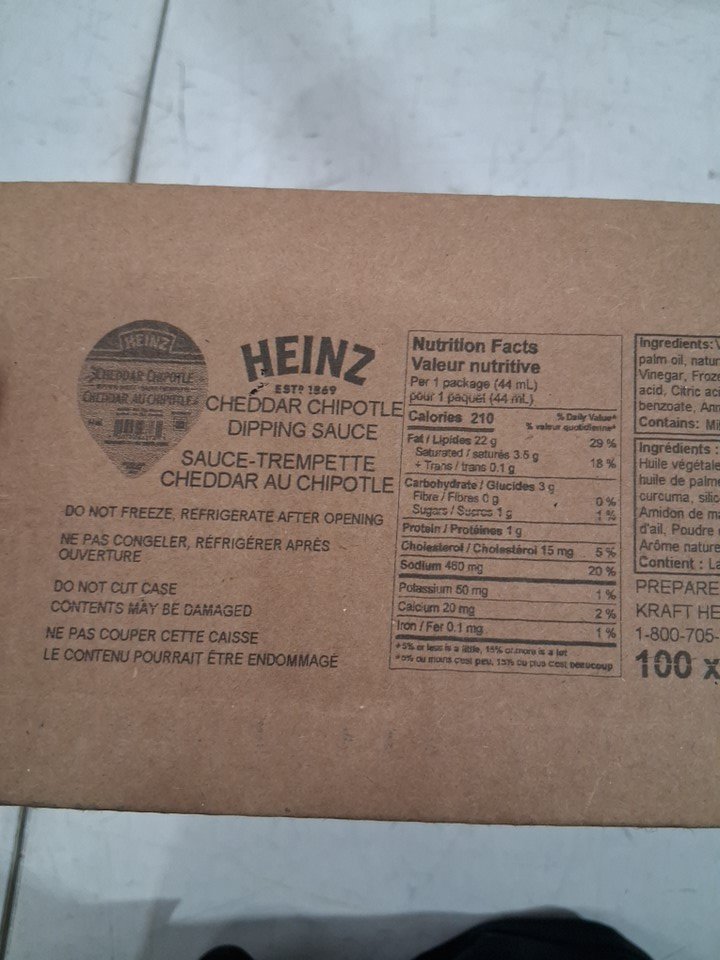 HEINZ
CHEDDAR CHIPOTLE
CHEDDAR AU CHIPOTLE
HEINZ
ESTD 1869
CHEDDAR CHIPOTLE
DIPPING SAUCE
SAUCE-TREMPETTE
CHEDDAR AU CHIPOTLE
DO NOT FREEZE, REFRIGERATE AFTER OPENING
NE PAS CONGELER, RÉFRIGÉRER APRÈS
OUVERTURE
DO NOT CUT CASE
CONTENTS MAY BE DAMAGED
NE PAS COUPER CETTE CAISSE
LE CONTENU POURRAIT ÊTRE ENDOMMAGÉ
Nutrition Facts
Valeur nutritive
Per 1 package (44 mL)
pour 1 paquet (44 mL)
Calories 210 % Daily Value*
% valeur quotidienne*
Fat / Lipides 22 g 29 %
Saturated / saturés 3.5 g
+ Trans / trans 0.1 g 18 %
Carbohydrate / Glucides 3 g
Fibre / Fibres 0 g 0 %
Sugars / Sucres 1 g 1 %
Protein / Protéines 1 g
Cholesterol / Cholestérol 15 mg 5 %
Sodium 460 mg 20 %
Potassium 50 mg 1 %
Calcium 20 mg 2 %
Iron / Fer 0.1 mg 1 %
*5% or less is a little, 15% or more is a lot
*5% ou moins c'est peu, 15% ou plus c'est beaucoup
Ingredients:
palm oil, natur
Vinegar, Froze
acid, Citric aci
benzoate, Ann
Contains: Mil
Ingrédients :
Huile végétale
huile de palme
curcuma, silic
Amidon de ma
d'ail, Poudre
Arôme nature
Contient : La
PREPARE
KRAFT HE
1-800-705-
100 x